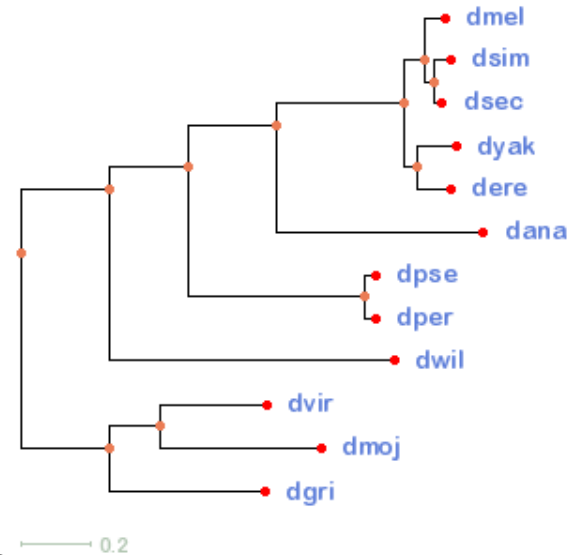 dmel
dsim
dsec
dyak
dere
dana
dpse
dper
dwil
dvir
dmoj
dgri
0.2